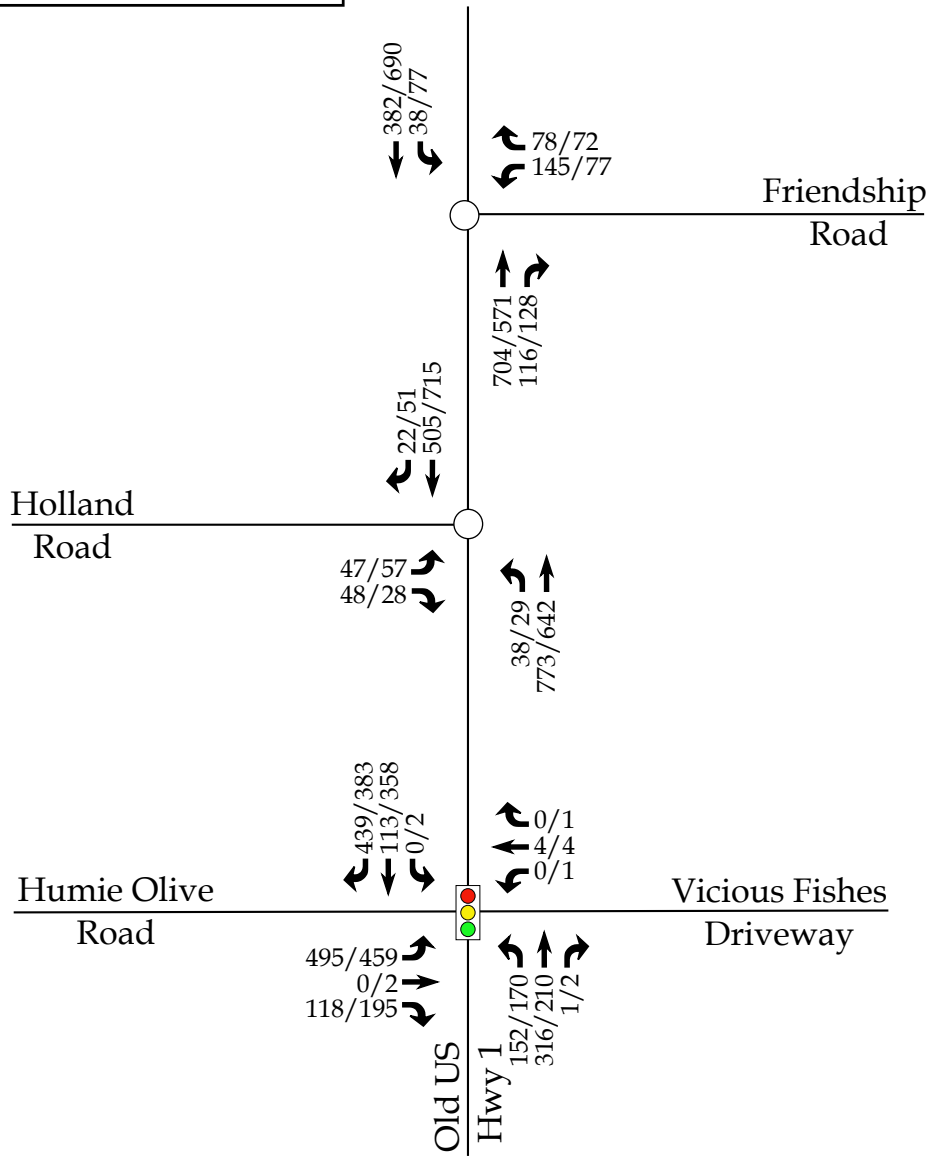 382/690
38/77
78/72
145/77
Friendship
Road
704/571
116/128
22/51
505/715
Holland
Road
47/57
48/28
38/29
773/642
439/383
113/358
0/2
0/1
4/4
0/1
Humie Olive
Road
Vicious Fishes
Driveway
495/459
0/2
118/195
152/170
316/210
1/2
Old US
Hwy 1